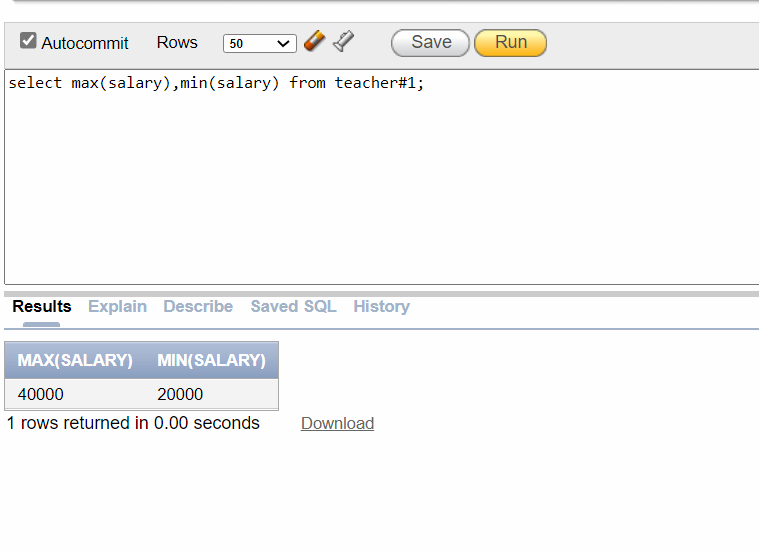 Autocommit Rows 50 Save Run
select max(salary),min(salary) from teacher#1;
Results Explain Describe Saved SQL History
MAX(SALARY) MIN(SALARY)
40000 20000
1 rows returned in 0.00 seconds Download